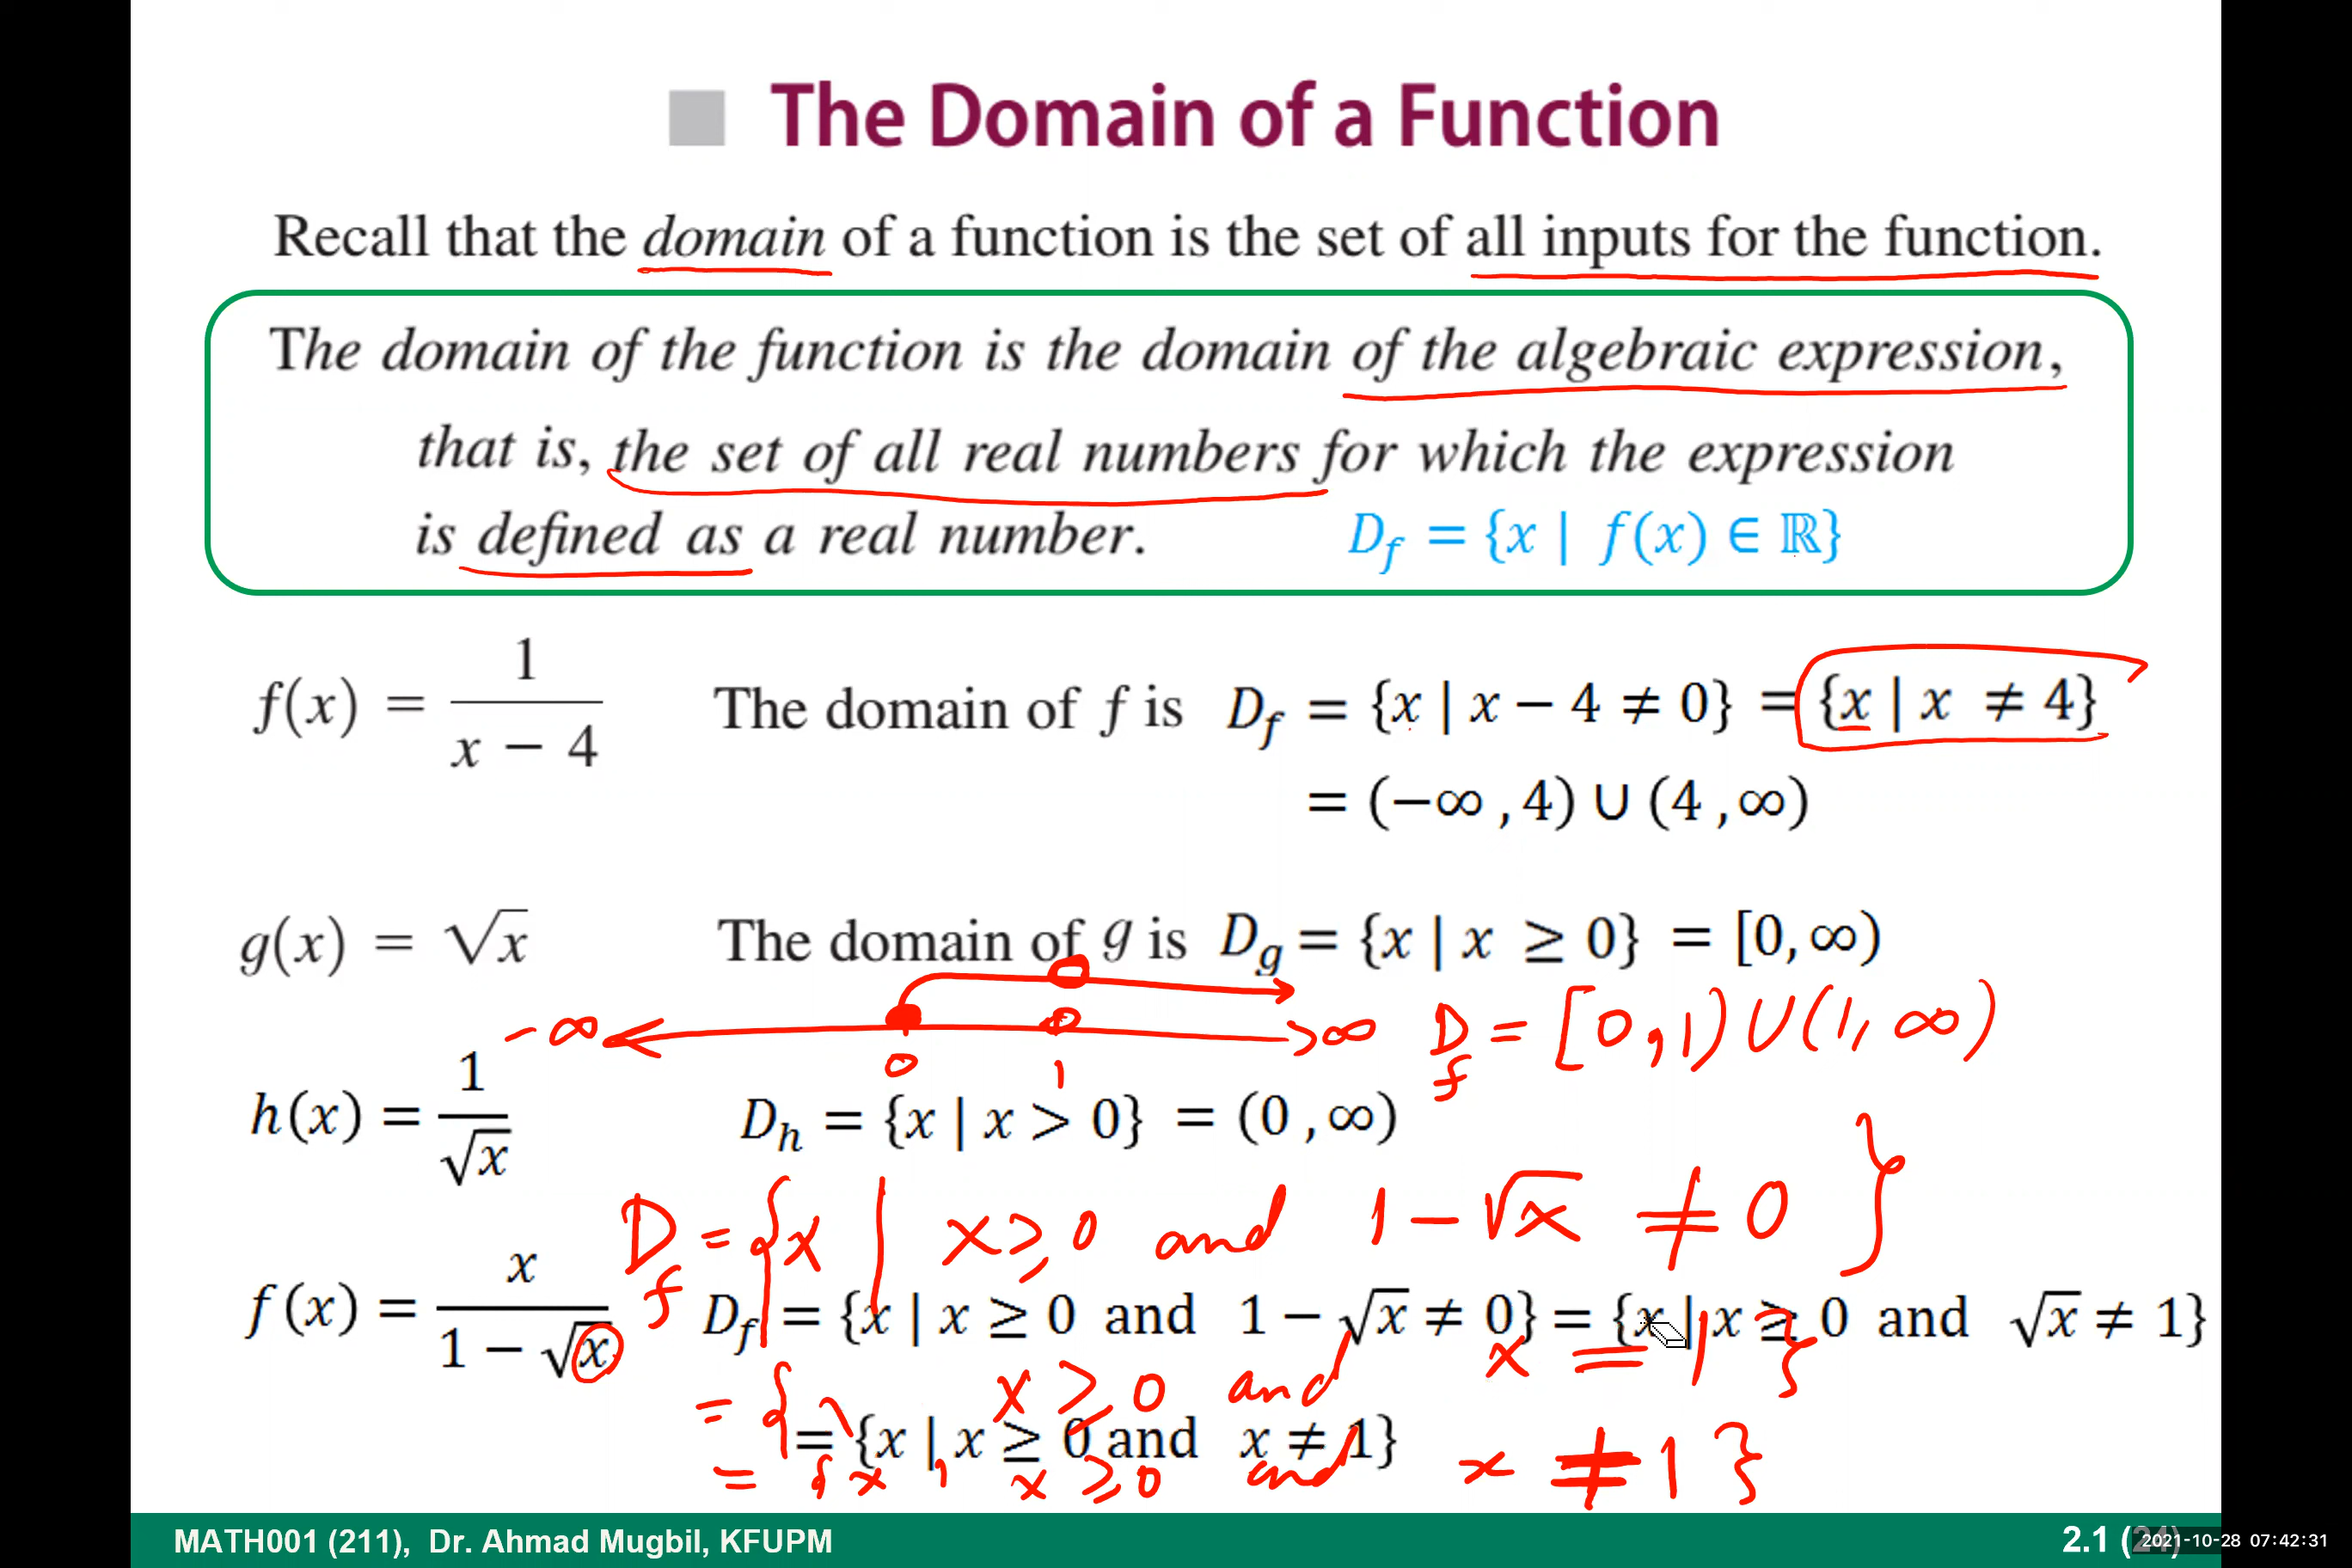 The Domain of a Function
Recall that the domain of a function is the set of all inputs for the function.
The domain of the function is the domain of the algebraic expression,
that is, the set of all real numbers for which the expression
is defined as a real number. D_f = {x | f(x) ∈ ℝ}
f(x) = 1/(x − 4) The domain of f is D_f = {x | x − 4 ≠ 0} = {x | x ≠ 4}
= (−∞ , 4) ∪ (4 , ∞)
g(x) = √x The domain of g is D_g = {x | x ≥ 0} = [0, ∞)
-∞ ∞ D_f = [0, 1) ∪ (1, ∞)
0 1
h(x) = 1/√x D_h = {x | x > 0} = (0 , ∞)
D_f = {x | x ≥ 0 and 1 − √x ≠ 0 }
f(x) = x/(1 − √x) D_f = {x | x ≥ 0 and 1 − √x ≠ 0} = {x | x ≥ 0 and √x ≠ 1}
= { x ≥ 0 and x = 1 }
= {x | x ≥ 0 and x ≠ 1}
= {x | x ≥ 0 and x ≠ 1 }
MATH001 (211), Dr. Ahmad Mugbil, KFUPM 2.1 (24)
2021-10-28 07:42:31